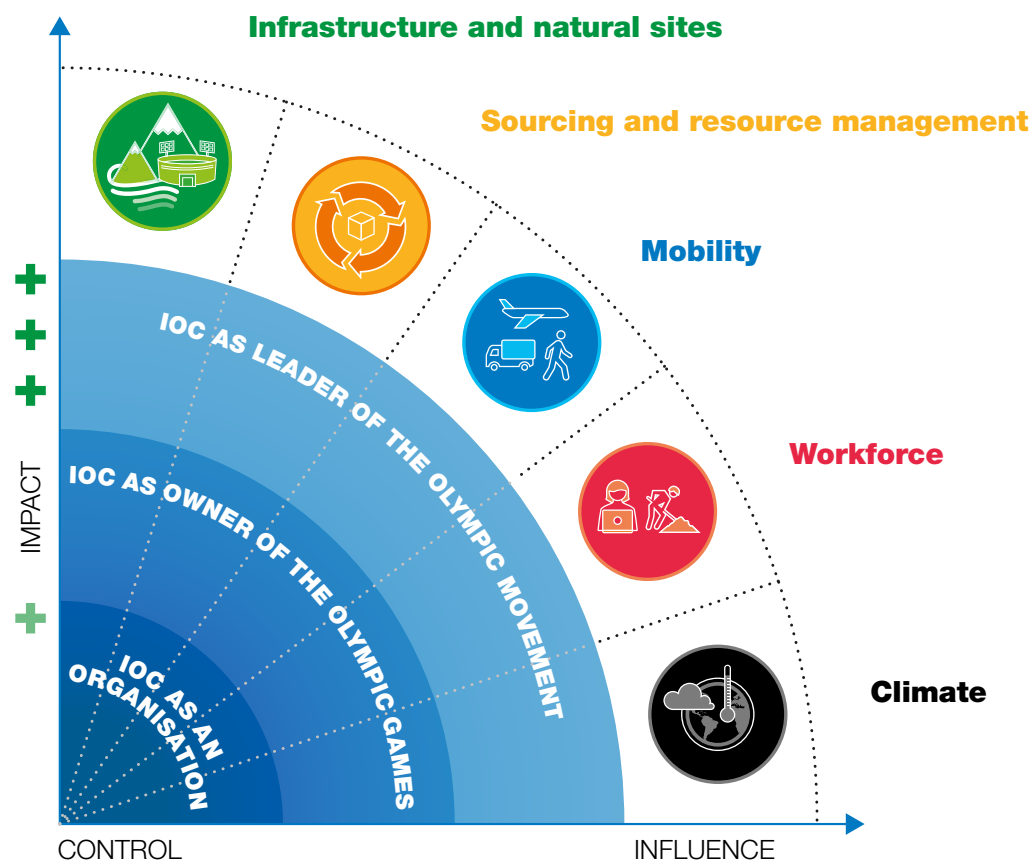 Infrastructure and natural sites
Sourcing and resource management
Mobility
Workforce
Climate
IOC AS LEADER OF THE OLYMPIC MOVEMENT
IOC AS OWNER OF THE OLYMPIC GAMES
IOC AS AN
ORGANISATION
IMPACT
CONTROL
INFLUENCE